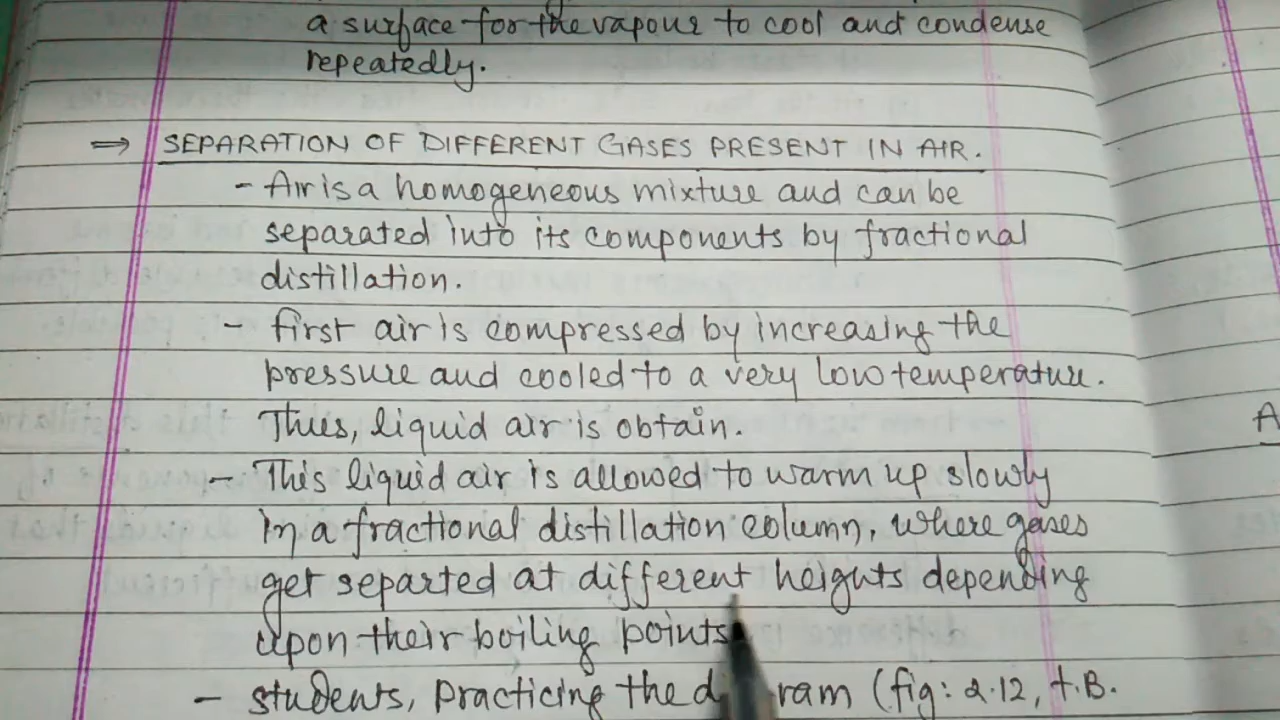 a surface for the vapour to cool and condense
repeatedly.
⇒ SEPARATION OF DIFFERENT GASES PRESENT IN AIR.
- Air is a homogeneous mixture and can be
separated into its components by fractional
distillation.
- first air is compressed by increasing the
pressure and cooled to a very low temperature.
Thus, liquid air is obtain.
- This liquid air is allowed to warm up slowly
in a fractional distillation column, where gases
get separted at different heights depending
upon their boiling points
- students, practicing the ram (fig: 2.12, t.B.
A